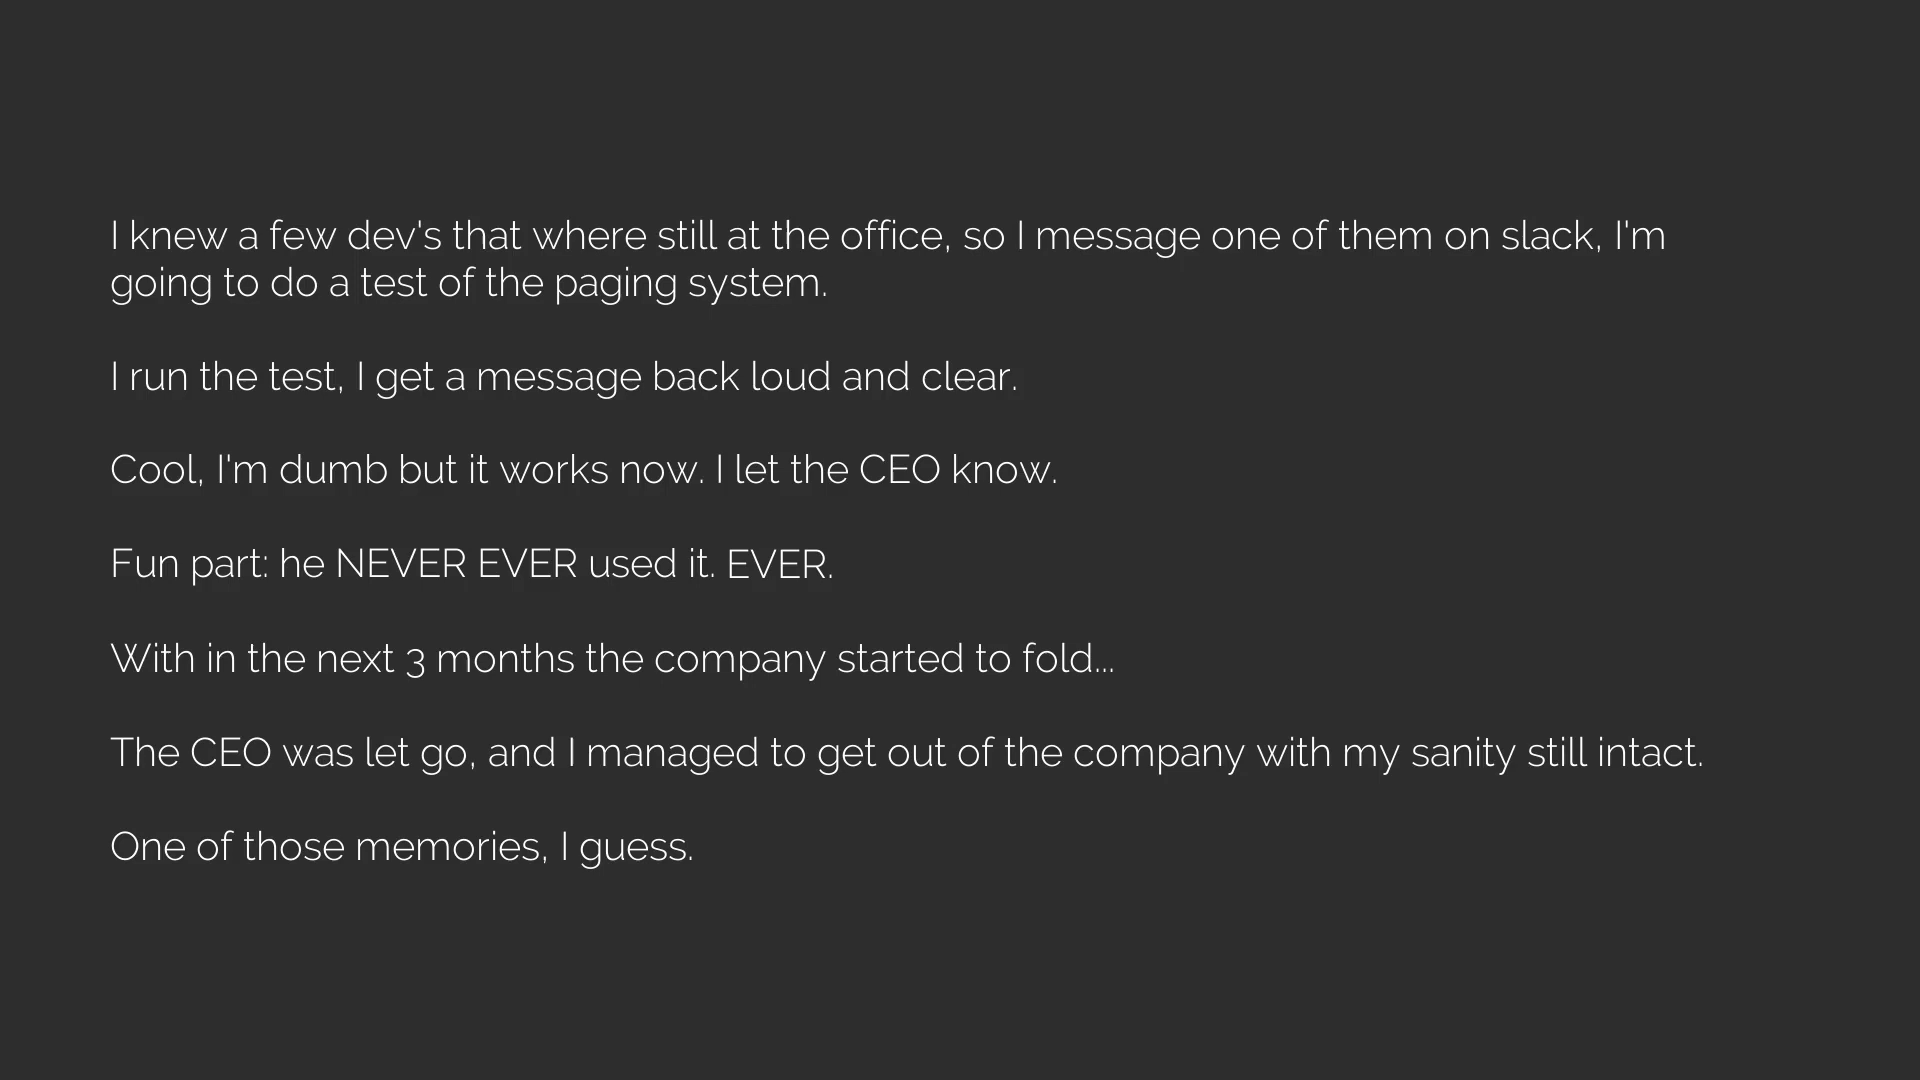 I knew a few dev's that where still at the office, so I message one of them on slack, I'm
going to do a test of the paging system.
I run the test, I get a message back loud and clear.
Cool, I'm dumb but it works now. I let the CEO know.
Fun part: he NEVER EVER used it. EVER.
With in the next 3 months the company started to fold...
The CEO was let go, and I managed to get out of the company with my sanity still intact.
One of those memories, I guess.